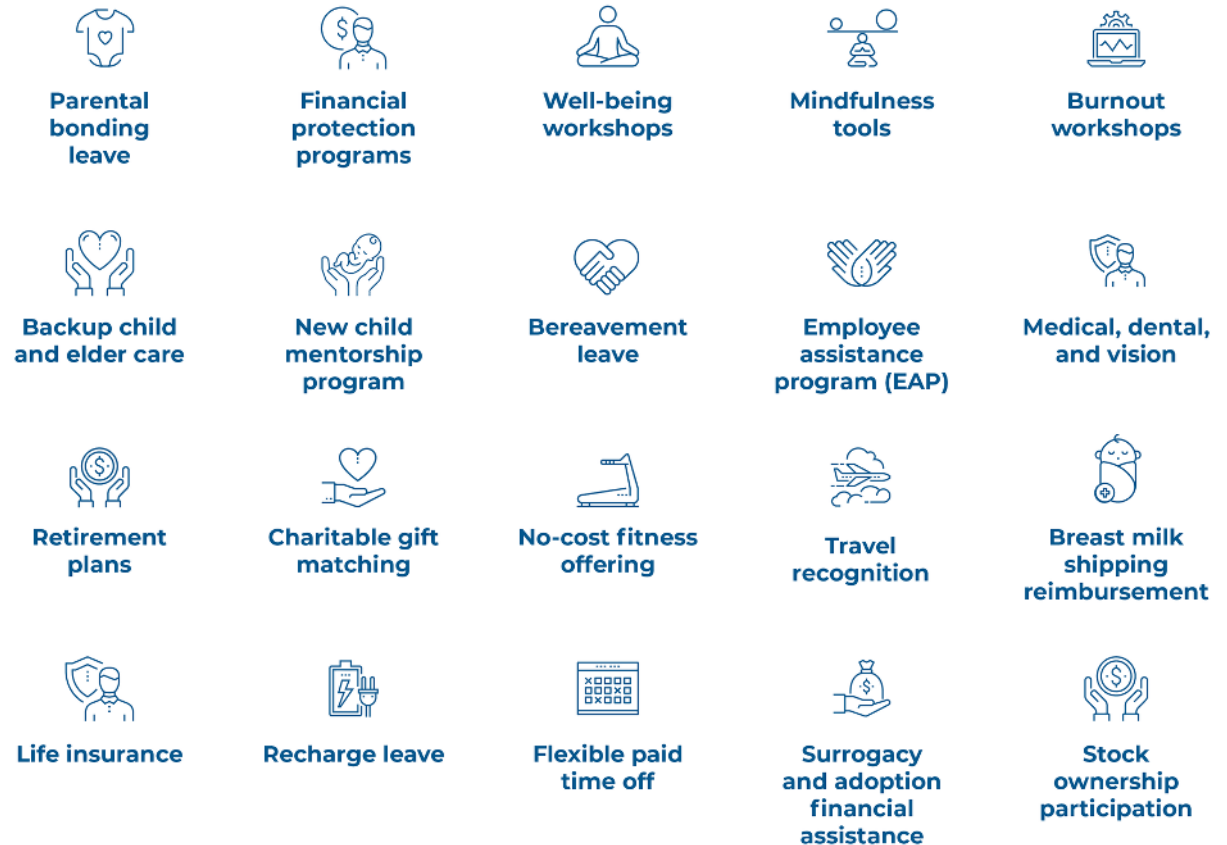 Parental
bonding
leave
Financial
protection
programs
Well-being
workshops
Mindfulness
tools
Burnout
workshops
Backup child
and elder care
New child
mentorship
program
Bereavement
leave
Employee
assistance
program (EAP)
Medical, dental,
and vision
Retirement
plans
Charitable gift
matching
No-cost fitness
offering
Travel
recognition
Breast milk
shipping
reimbursement
Life insurance
Recharge leave
Flexible paid
time off
Surrogacy
and adoption
financial
assistance
Stock
ownership
participation